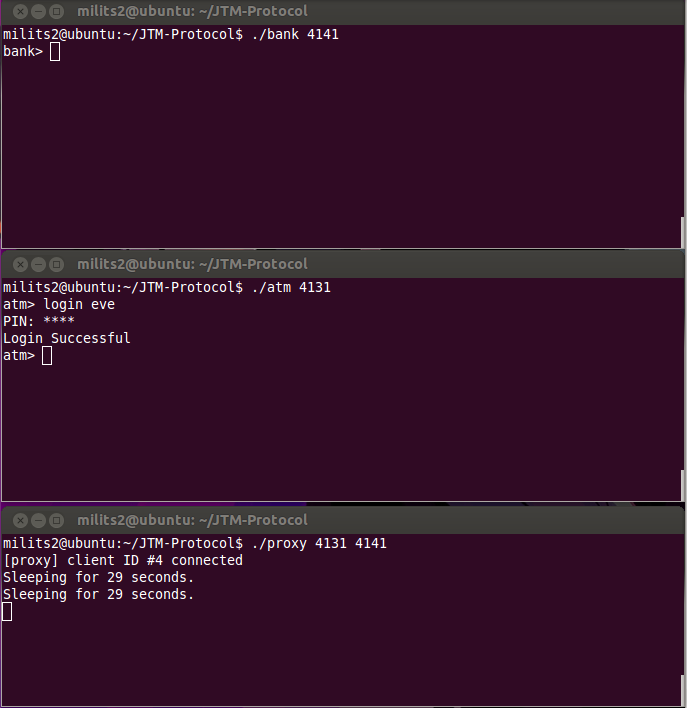 milits2@ubuntu: ~/JTM-Protocol
milits2@ubuntu:~/JTM-Protocol$ ./bank 4141
bank>
milits2@ubuntu: ~/JTM-Protocol
milits2@ubuntu:~/JTM-Protocol$ ./atm 4131
atm> login eve
PIN: ****
Login Successful
atm>
milits2@ubuntu: ~/JTM-Protocol
milits2@ubuntu:~/JTM-Protocol$ ./proxy 4131 4141
[proxy] client ID #4 connected
Sleeping for 29 seconds.
Sleeping for 29 seconds.